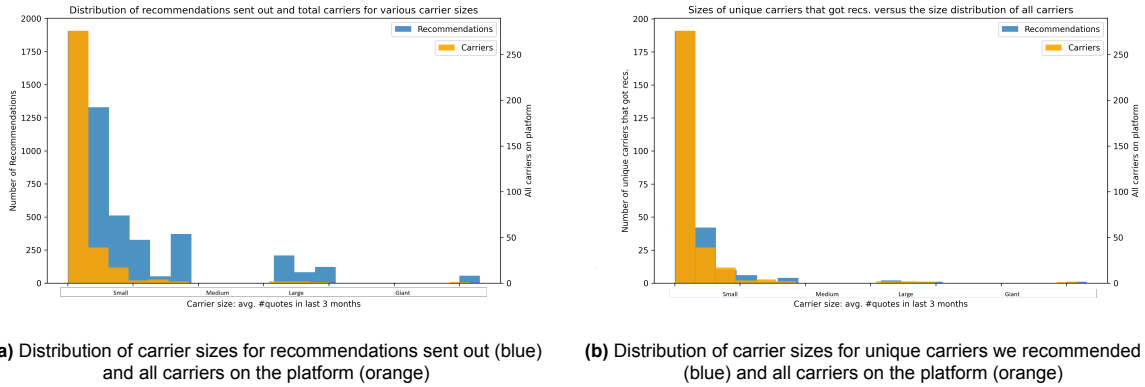 Distribution of recommendations sent out and total carriers for various carrier sizes
2000
1750
1500
1250
1000
750
500
250
0
Number of Recommendations
250
200
150
100
50
0
All carriers on platform
Recommendations
Carriers
Small
Medium
Large
Giant
Carrier size: avg. #quotes in last 3 months
Sizes of unique carriers that got recs. versus the size distribution of all carriers
200
175
150
125
100
75
50
25
0
Number of unique carriers that got recs.
250
200
150
100
50
0
All carriers on platform
Recommendations
Carriers
Small
Medium
Large
Giant
Carrier size: avg. #quotes in last 3 months
a) Distribution of carrier sizes for recommendations sent out (blue)
and all carriers on the platform (orange)
(b) Distribution of carrier sizes for unique carriers we recommended
(blue) and all carriers on the platform (orange)